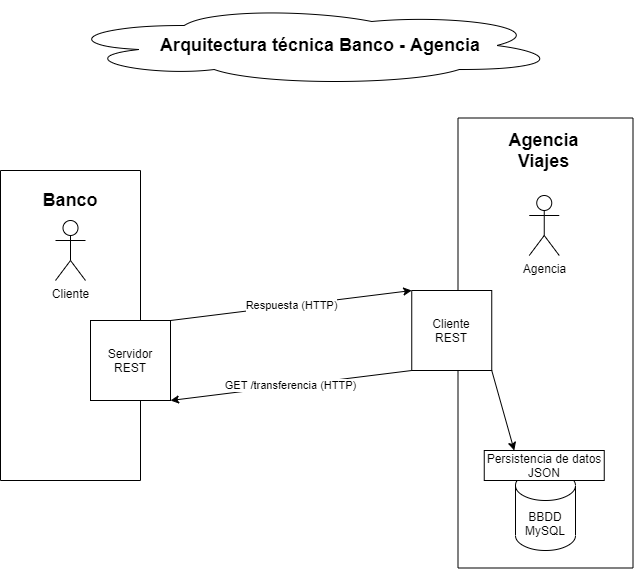 Arquitectura técnica Banco - Agencia
Agencia
Viajes
Banco
Agencia
Cliente
Respuesta (HTTP)
Cliente
REST
Servidor
REST
GET /transferencia (HTTP)
Persistencia de datos
JSON
BBDD
MySQL